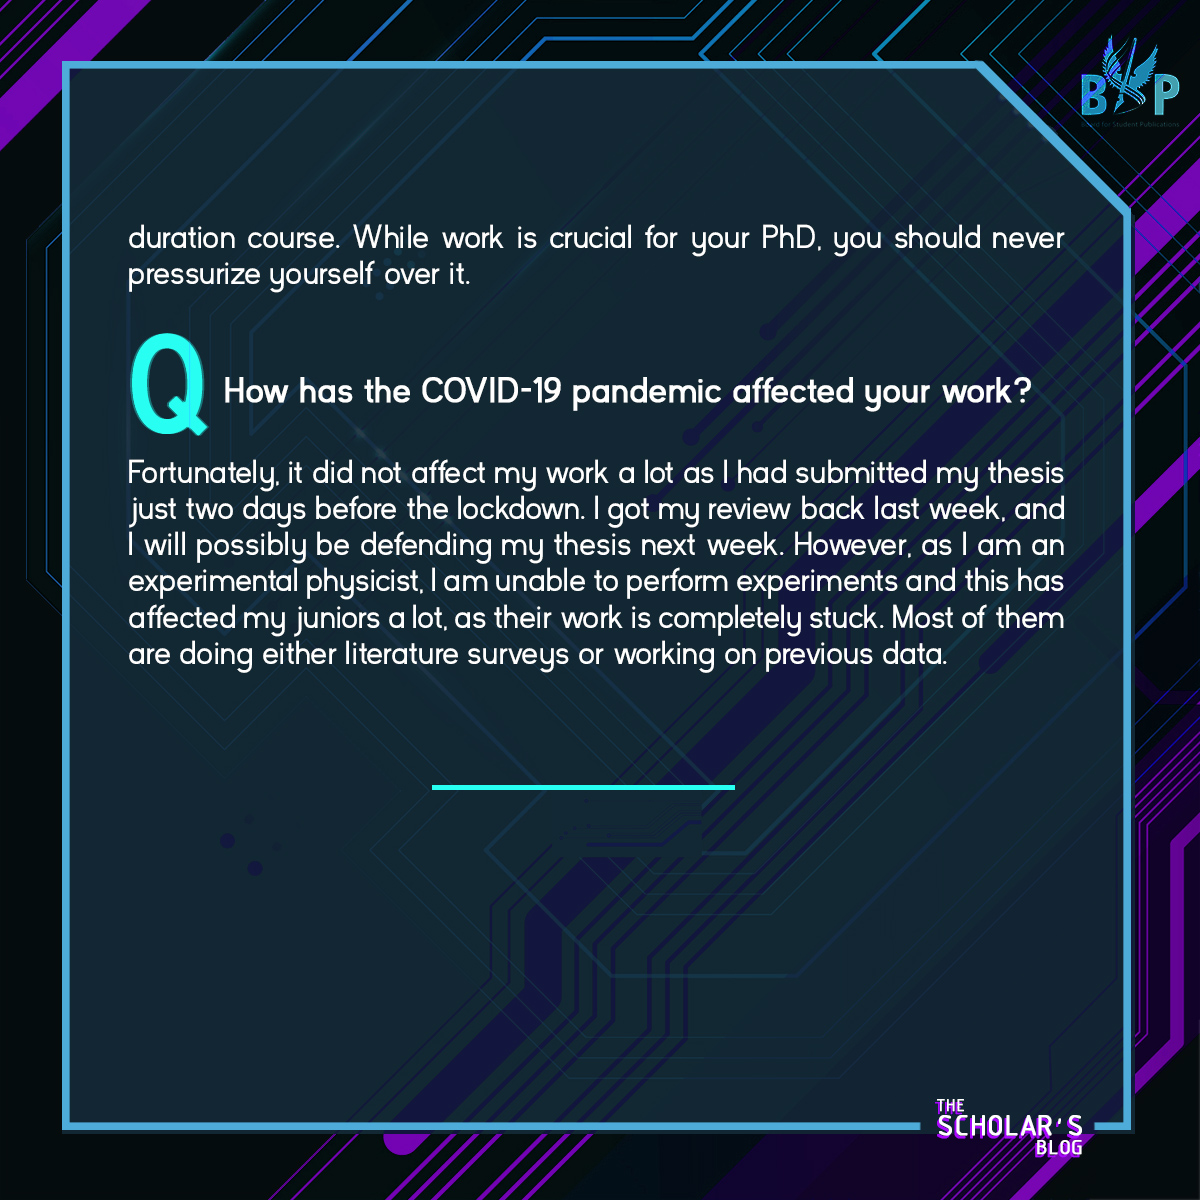 B P
Board for Student Publications
duration course. While work is crucial for your PhD, you should never
pressurize yourself over it.
Q How has the COVID-19 pandemic affected your work?
Fortunately, it did not affect my work a lot as I had submitted my thesis
just two days before the lockdown. I got my review back last week, and
I will possibly be defending my thesis next week. However, as I am an
experimental physicist, I am unable to perform experiments and this has
affected my juniors a lot, as their work is completely stuck. Most of them
are doing either literature surveys or working on previous data.
THE
SCHOLAR'S
BLOG